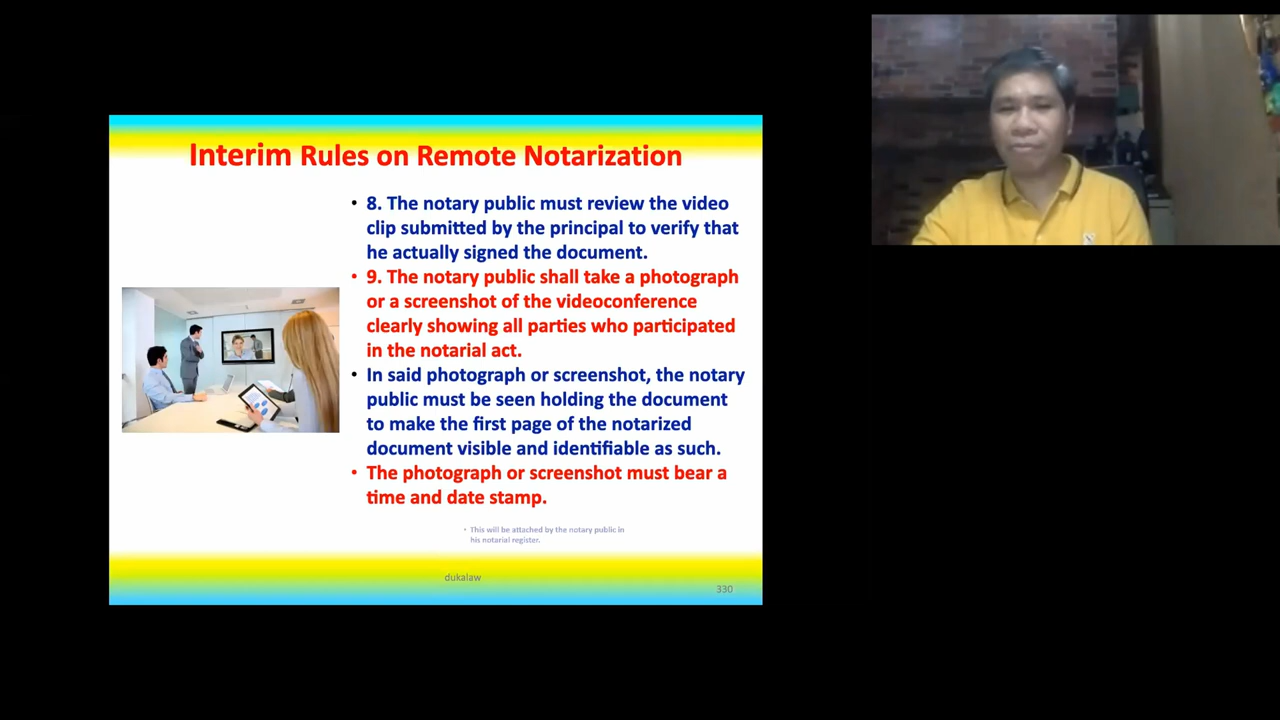 Interim Rules on Remote Notarization
• 8. The notary public must review the video
clip submitted by the principal to verify that
he actually signed the document.
• 9. The notary public shall take a photograph
or a screenshot of the videoconference
clearly showing all parties who participated
in the notarial act.
• In said photograph or screenshot, the notary
public must be seen holding the document
to make the first page of the notarized
document visible and identifiable as such.
• The photograph or screenshot must bear a
time and date stamp.
• This will be attached by the notary public in
his notarial register.
dukalaw
330